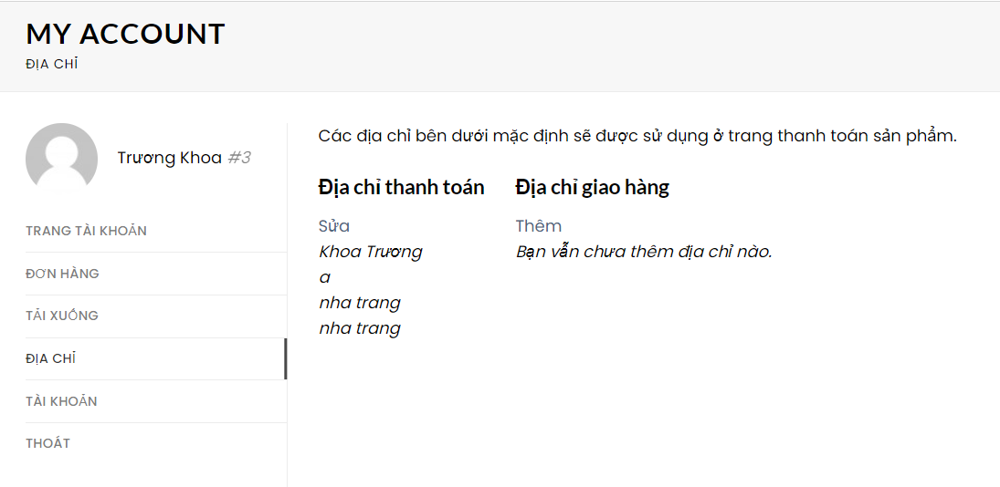 MY ACCOUNT
ĐỊA CHỈ
Trương Khoa #3
TRANG TÀI KHOẢN
ĐƠN HÀNG
TẢI XUỐNG
ĐỊA CHỈ
TÀI KHOẢN
THOÁT
Các địa chỉ bên dưới mặc định sẽ được sử dụng ở trang thanh toán sản phẩm.
Địa chỉ thanh toán
Sửa
Khoa Trương
a
nha trang
nha trang
Địa chỉ giao hàng
Thêm
Bạn vẫn chưa thêm địa chỉ nào.